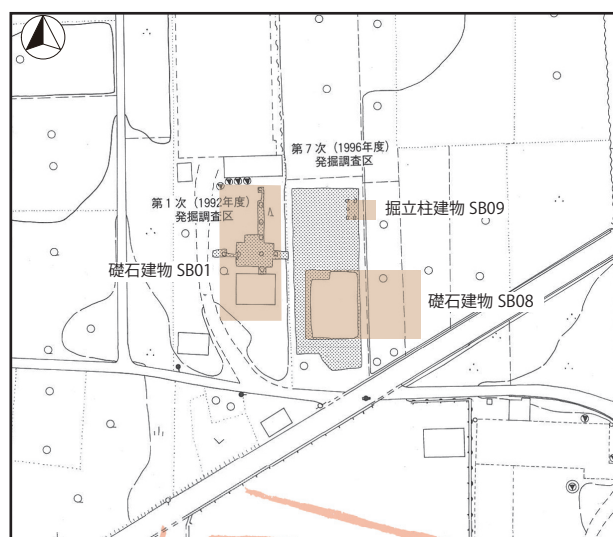 第7次（1996年度）
発掘調査区
第1次（1992年度）
発掘調査区
掘立柱建物 SB09
礎石建物 SB01
礎石建物 SB08